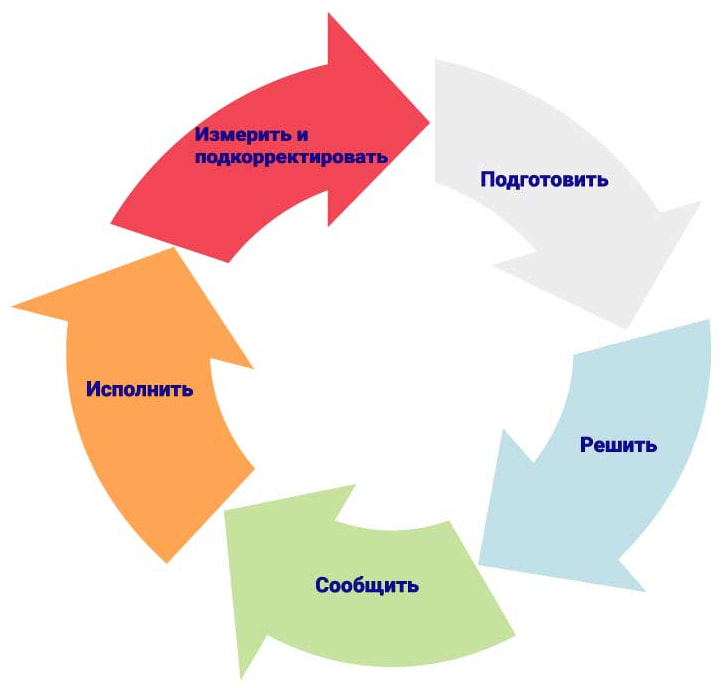 Измерить и
подкорректировать
Подготовить
Решить
Сообщить
Исполнить